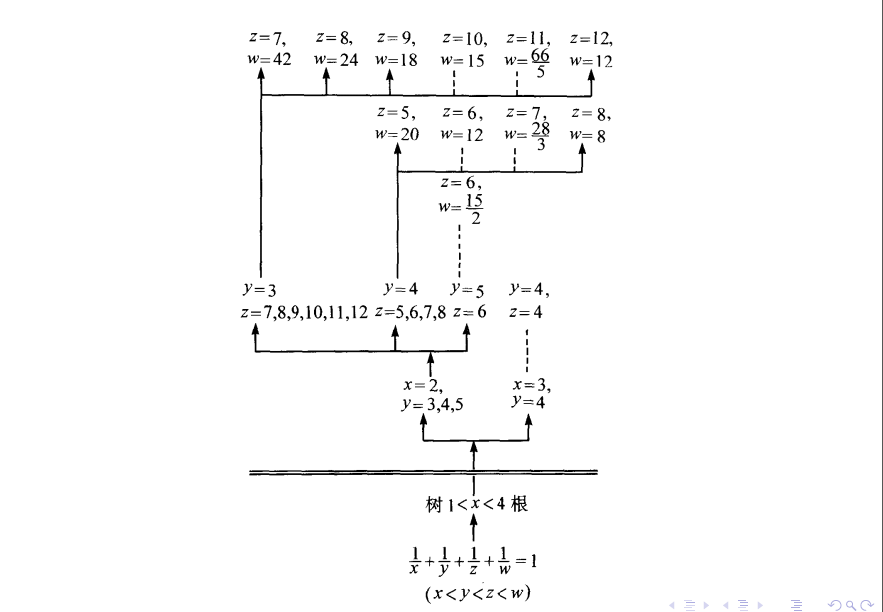 z=7, z=8, z=9, z=10, z=11, z=12,
w=42 w=24 w=18 w=15 w=66/5 w=12
z=5, z=6, z=7, z=8,
w=20 w=12 w=28/3 w=8
z=6,
w=15/2
y=3 y=4 y=5 y=4,
z=7,8,9,10,11,12 z=5,6,7,8 z=6 z=4
x=2, x=3,
y=3,4,5 y=4
树 1<x<4 根
1/x+1/y+1/z+1/w=1
(x<y<z<w)